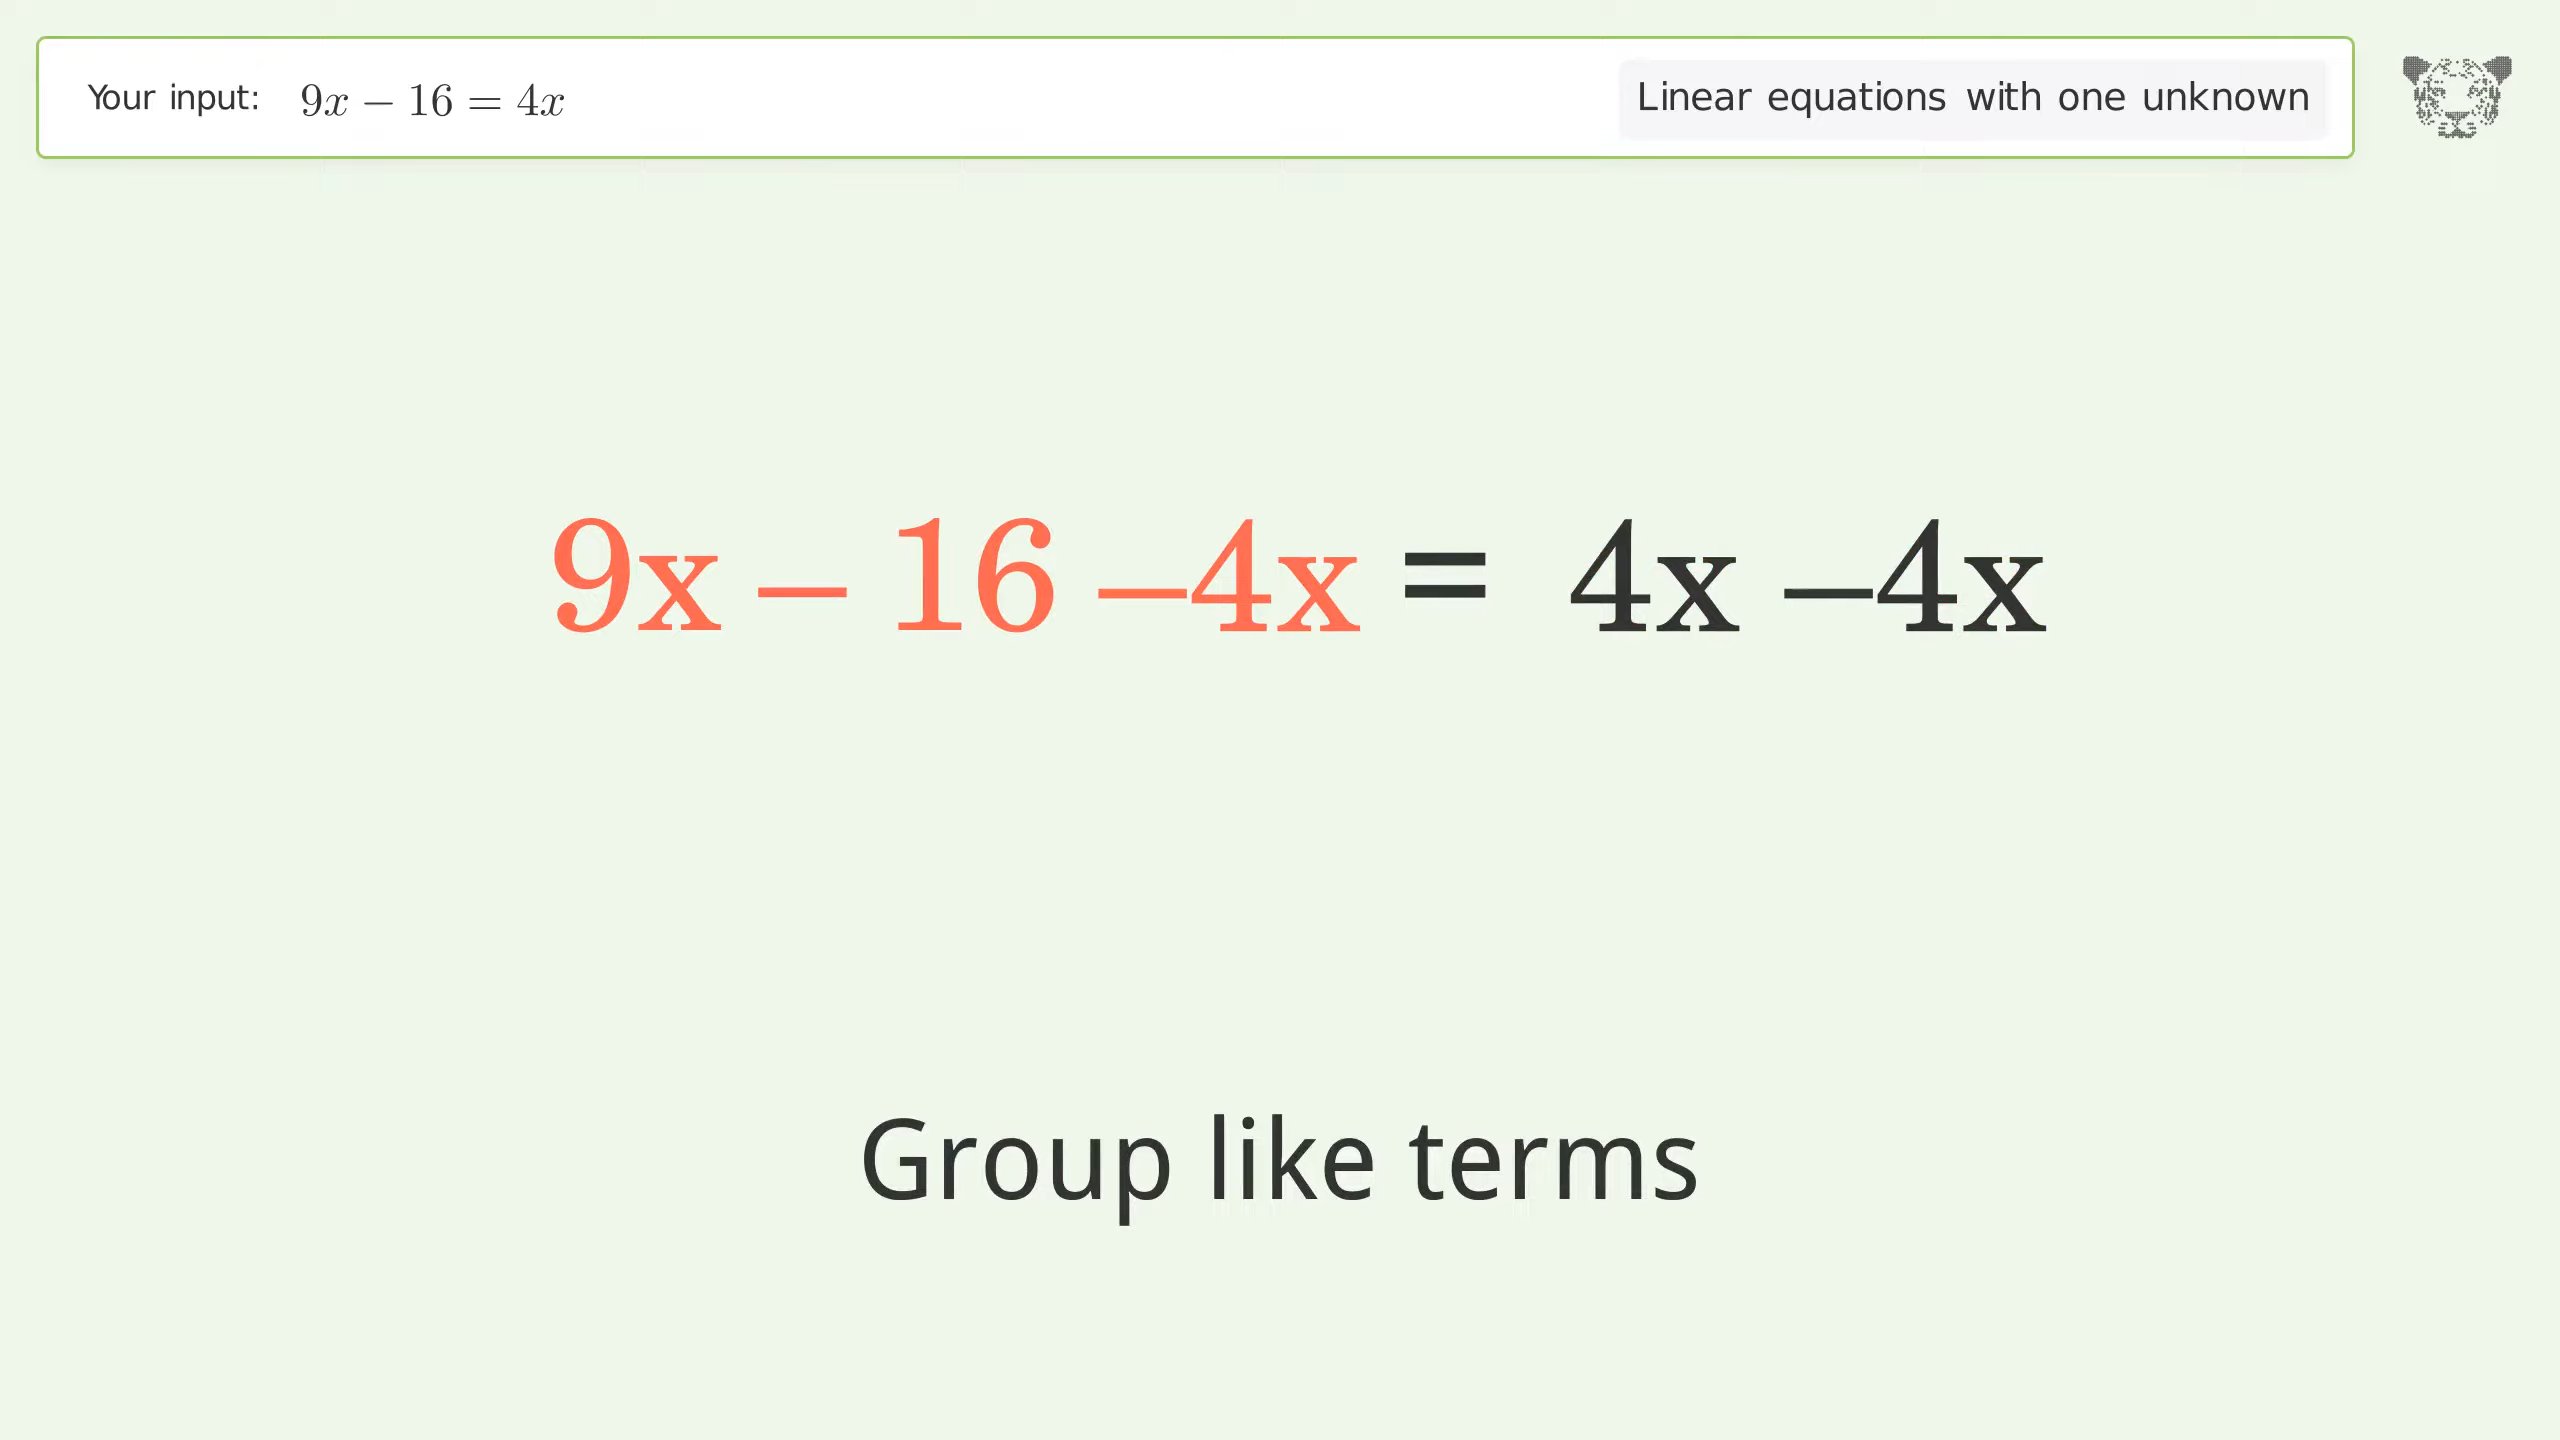 Your input: 9x − 16 = 4x
Linear equations with one unknown
9x − 16 −4x = 4x −4x
Group like terms